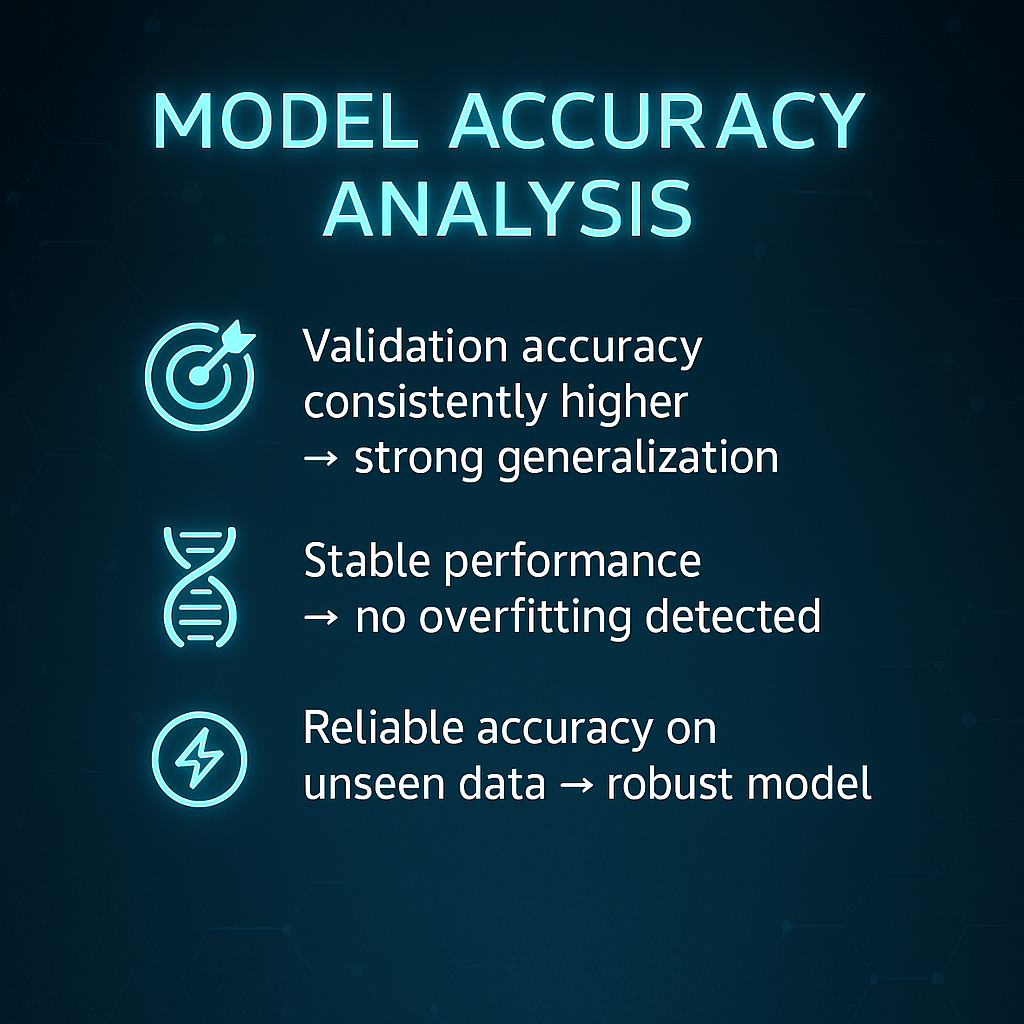 MODEL ACCURACY
ANALYSIS
Validation accuracy
consistently higher
→ strong generalization
Stable performance
→ no overfitting detected
Reliable accuracy on
unseen data → robust model